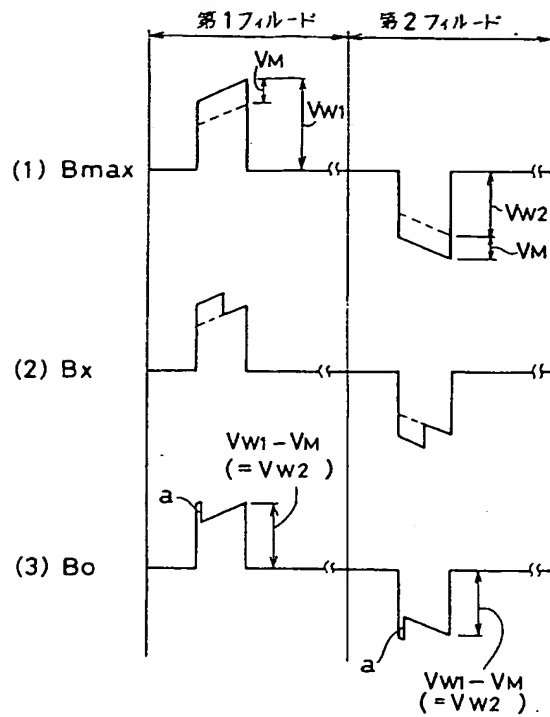 第1フィルード
第2フィルード
VM
VW1
(1) Bmax
VW2
VM
(2) Bx
VW1-VM
(=VW2)
a
(3) Bo
a
VW1-VM
(=VW2).